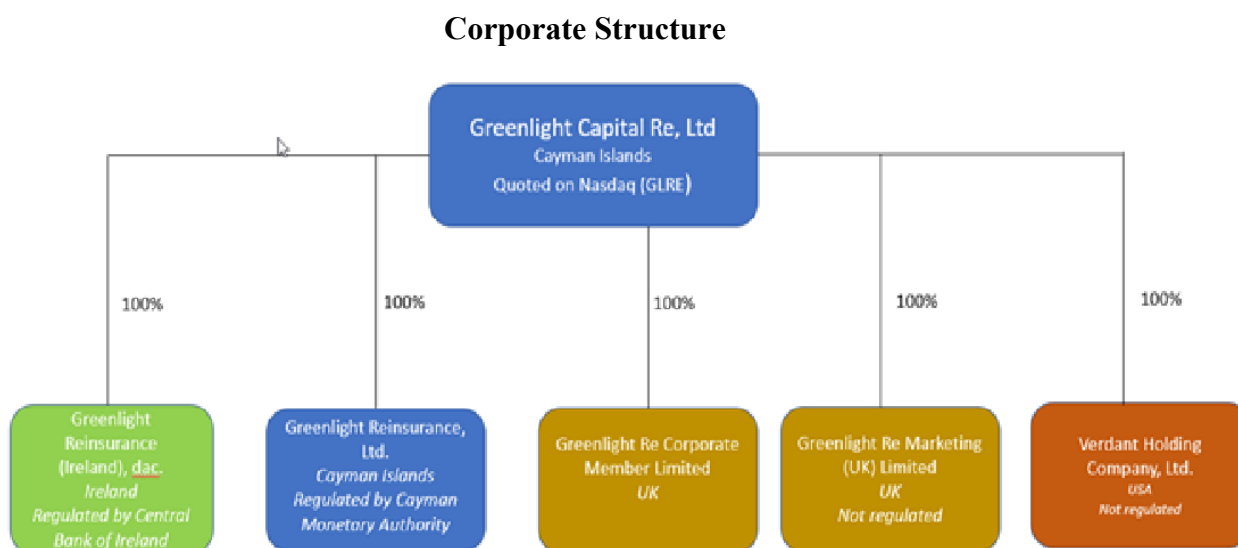 Corporate Structure
Greenlight Capital Re, Ltd
Cayman Islands
Quoted on Nasdaq (GLRE)
100%
100%
100%
100%
100%
Greenlight
Reinsurance
(Ireland), dac.
Ireland
Regulated by Central
Bank of Ireland
Greenlight Reinsurance,
Ltd.
Cayman Islands
Regulated by Cayman
Monetary Authority
Greenlight Re Corporate
Member Limited
UK
Greenlight Re Marketing
(UK) Limited
UK
Not regulated
Verdant Holding
Company, Ltd.
USA
Not regulated